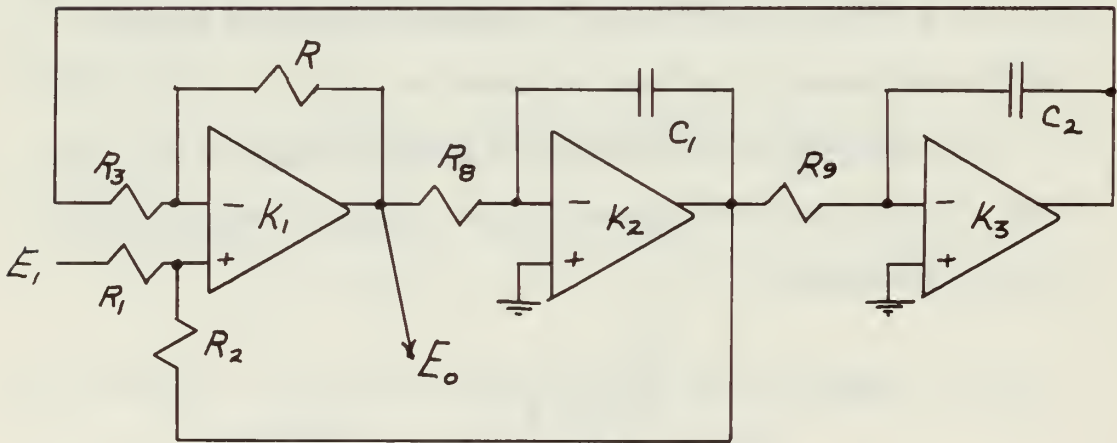 R
C₁
C₂
R₃
R₈
R₉
K₁
K₂
K₃
E₁
R₁
R₂
E₀
−
+
−
+
−
+